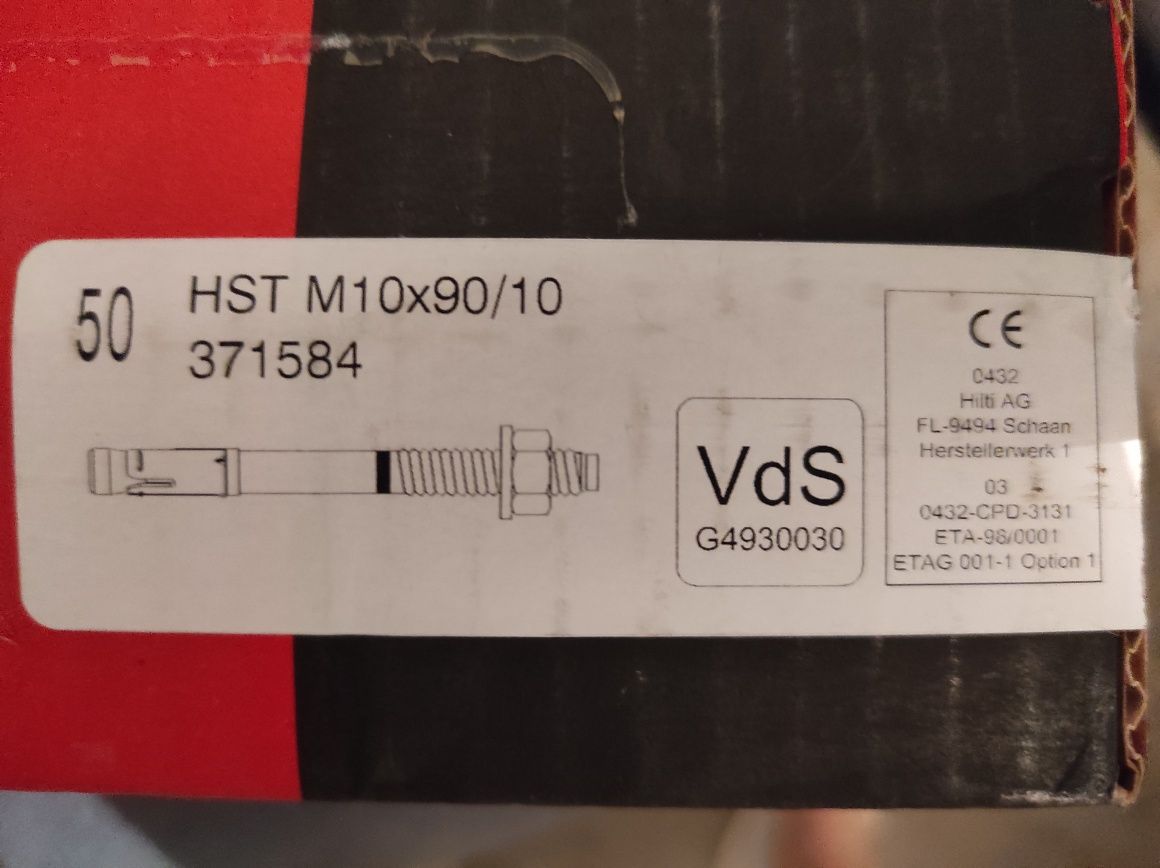 50
HST M10x90/10
371584
VdS
G4930030
CE
0432
Hilti AG
FL-9494 Schaan
Herstellerwerk 1
03
0432-CPD-3131
ETA-98/0001
ETAG 001-1 Option 1